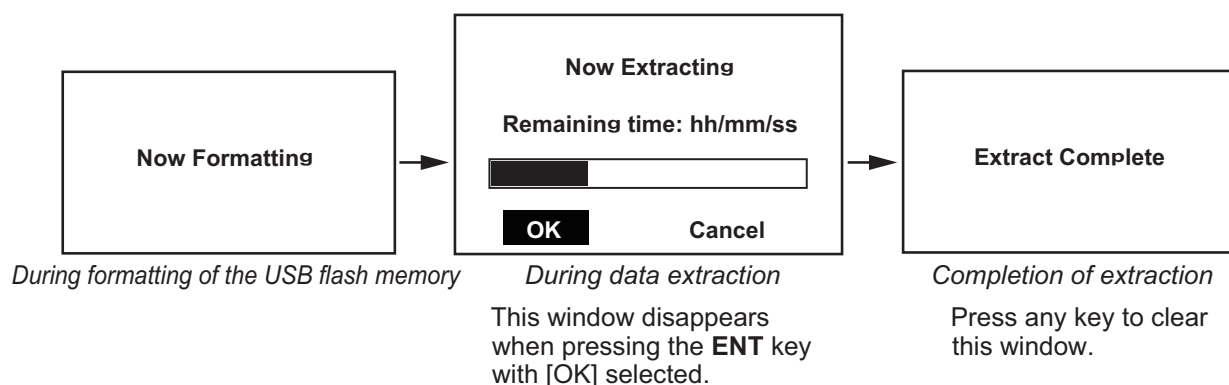 Now Formatting
During formatting of the USB flash memory
Now Extracting
Remaining time: hh/mm/ss
OK Cancel
During data extraction
This window disappears
when pressing the ENT key
with [OK] selected.
Extract Complete
Completion of extraction
Press any key to clear
this window.